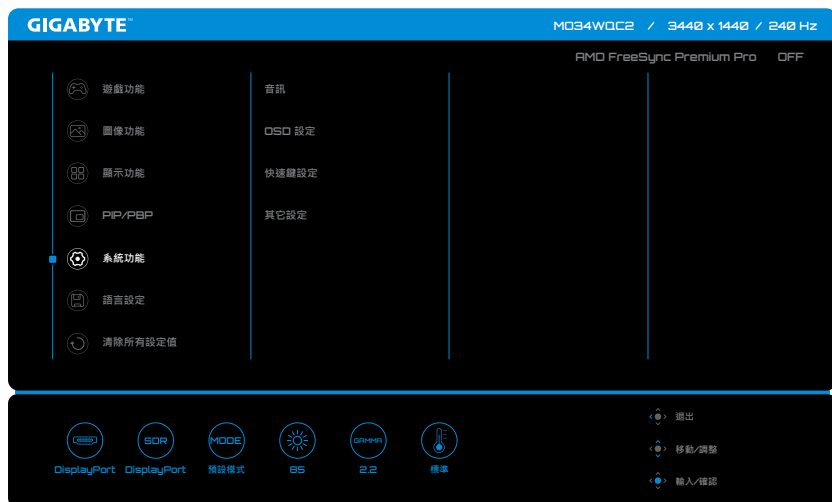 GIGABYTE™
MO34WQC2 / 3440 x 1440 / 240 Hz
AMD FreeSync Premium Pro OFF
遊戲功能
圖像功能
顯示功能
PIP/PBP
系統功能
語言設定
清除所有設定值
音訊
OSD 設定
快速鍵設定
其它設定
SDR
MODE
GAMMA
DisplayPort
DisplayPort
預設模式
85
2.2
標準
退出
移動/調整
輸入/確認